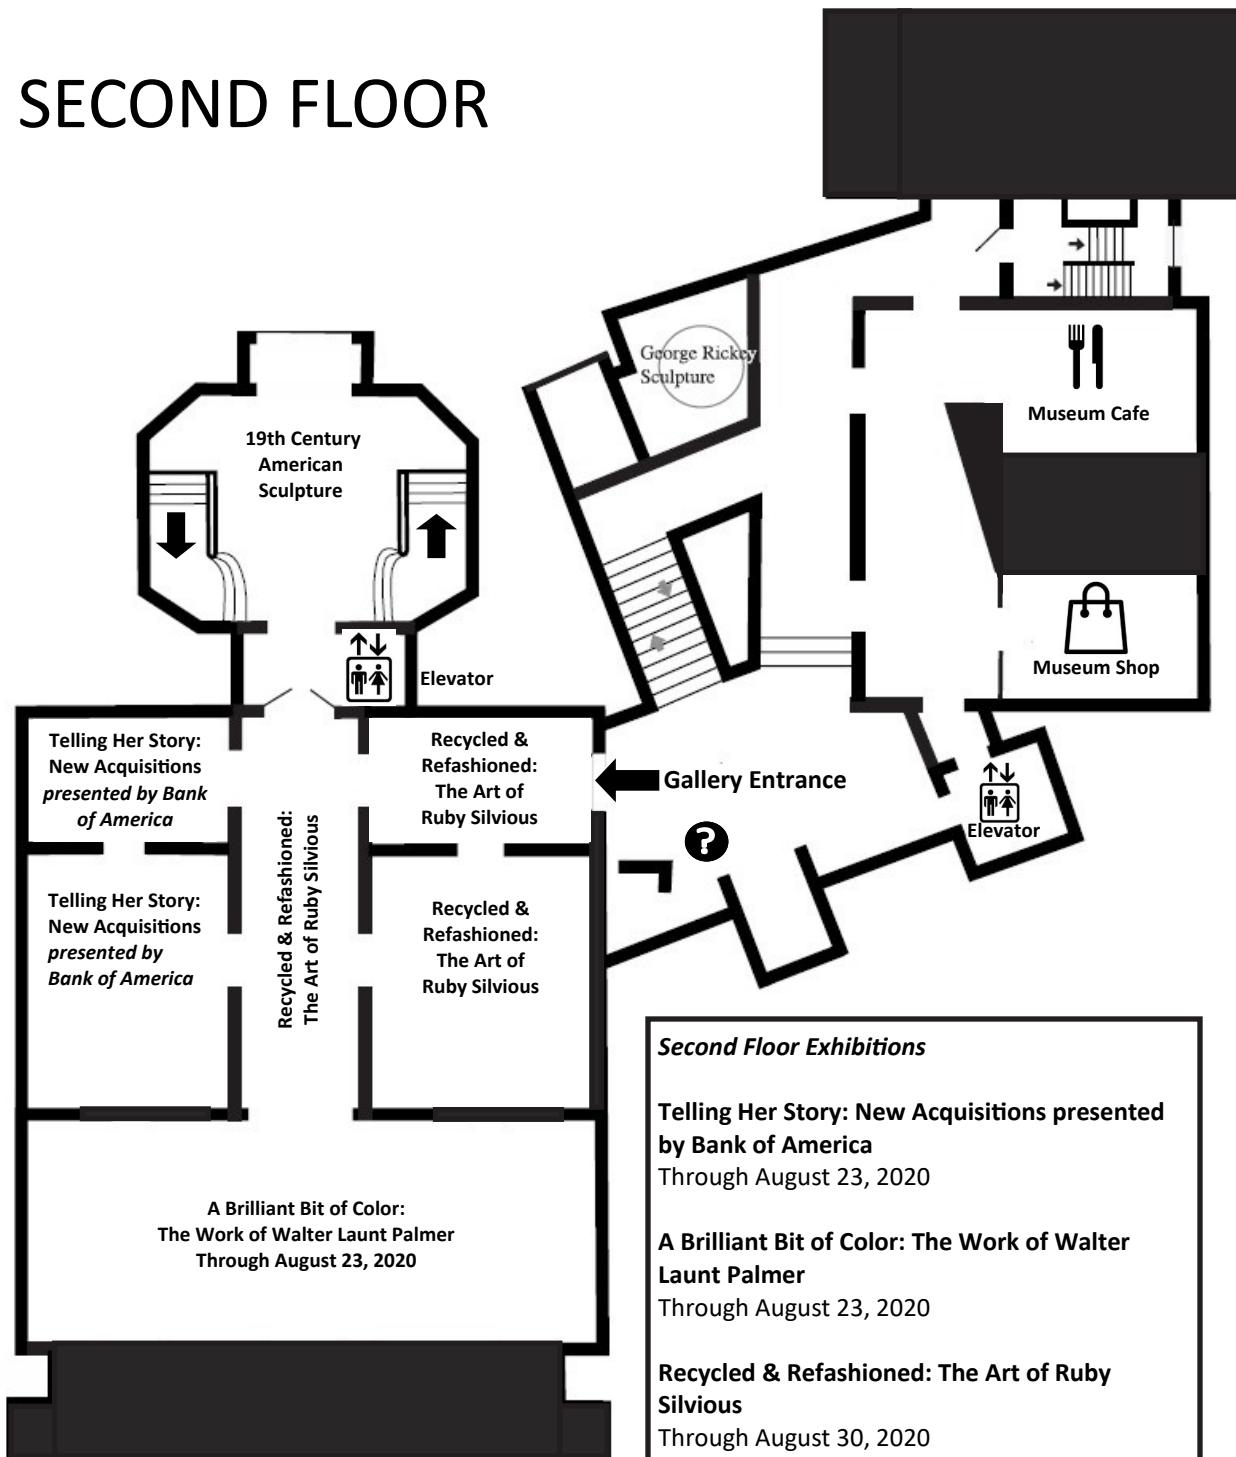 SECOND FLOOR
George Rickey
Sculpture
Museum Cafe
19th Century
American
Sculpture
Museum Shop
Elevator
Telling Her Story:
New Acquisitions
presented by Bank
of America
Recycled &
Refashioned:
The Art of
Ruby Silvious
Gallery Entrance
?
Elevator
Recycled & Refashioned:
The Art of Ruby Silvious
Telling Her Story:
New Acquisitions
presented by
Bank of America
Recycled &
Refashioned:
The Art of
Ruby Silvious
A Brilliant Bit of Color:
The Work of Walter Launt Palmer
Through August 23, 2020
Second Floor Exhibitions
Telling Her Story: New Acquisitions presented
by Bank of America
Through August 23, 2020
A Brilliant Bit of Color: The Work of Walter
Launt Palmer
Through August 23, 2020
Recycled & Refashioned: The Art of Ruby
Silvious
Through August 30, 2020